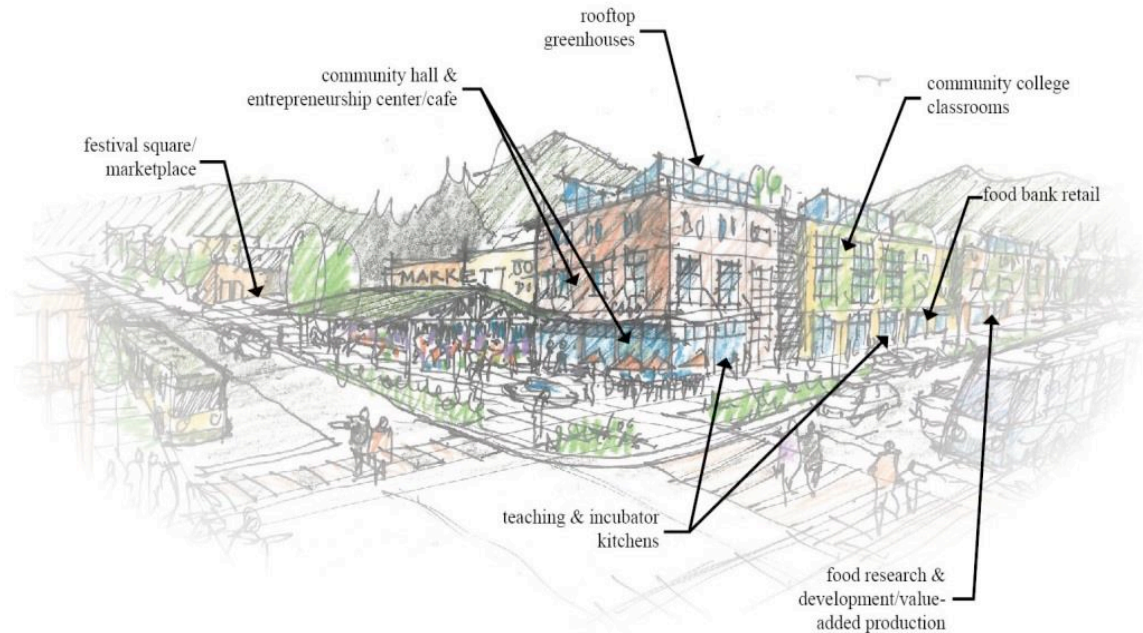 rooftop
greenhouses
community hall &
entrepreneurship center/cafe
community college
classrooms
festival square/
marketplace
food bank retail
MARKET
teaching & incubator
kitchens
food research &
development/value-
added production